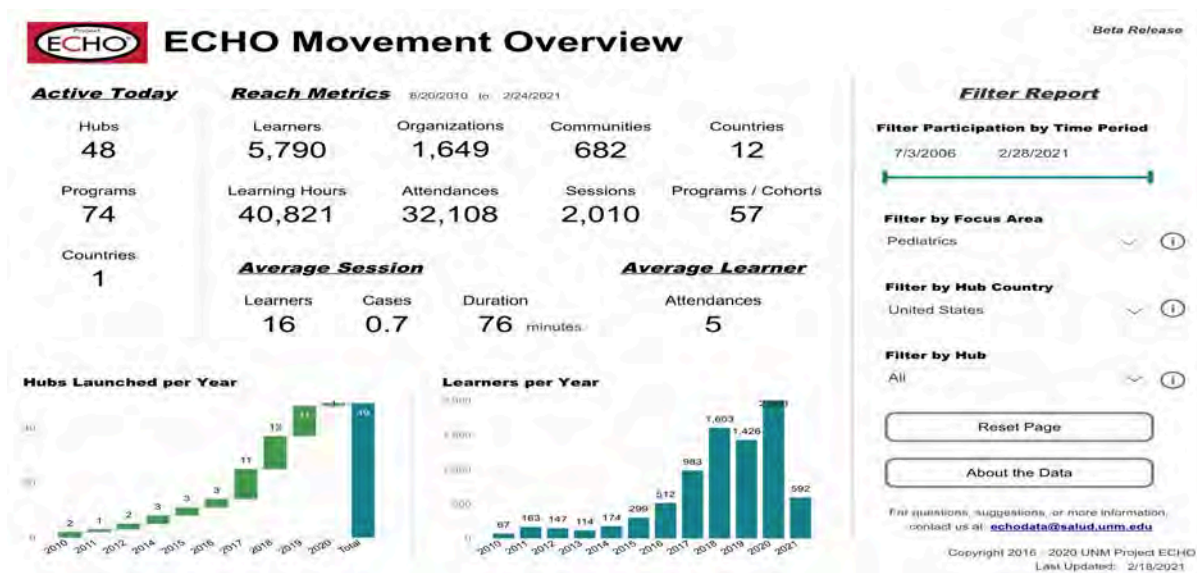 Project
ECHO
ECHO Movement Overview
Beta Release
Active Today
Hubs
48
Programs
74
Countries
1
Reach Metrics to 2/24/2021
Learners Organizations Communities Countries
5,790 1,649 682 12
Learning Hours Attendances Sessions Programs / Cohorts
40,821 32,108 2,010 57
Average Session Average Learner
Learners Cases Duration Attendances
16 0.7 76 minutes 5
Filter Report
Filter Participation by Time Period
7/3/2006 2/28/2021
Filter by Focus Area
Pediatrics
Filter by Hub Country
United States
Filter by Hub
All
Reset Page
About the Data
For questions, suggestions, or more information,
contact us at echodata@salud.unm.edu
Copyright 2016 - 2020 UNM Project ECHO
Last Updated: 2/18/2021
Hubs Launched per Year
2 1 2 3 3 3 11 13 11
2010 2011 2012 2014 2015 2016 2017 2018 2019 2020 Total
Learners per Year
163 147 114 174 299 512 983 1,603 1,426 592
2010 2011 2012 2013 2014 2015 2016 2017 2018 2019 2020 2021